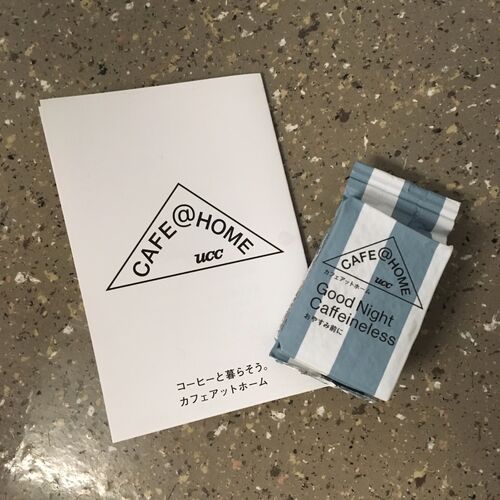 CAFE@HOME
ucc
コーヒーと暮らそう。
カフェアットホーム
CAFE@HOME
ucc
カフェアットホーム
Good Night
Caffeineless
おやすみ前に